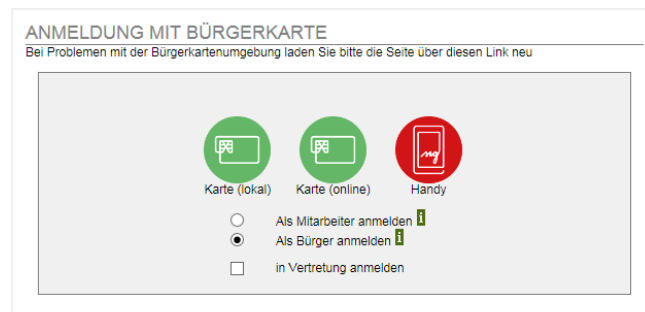 ANMELDUNG MIT BÜRGERKARTE
Bei Problemen mit der Bürgerkartenumgebung laden Sie bitte die Seite über diesen Link neu
Karte (lokal) Karte (online) Handy
Als Mitarbeiter anmelden i
Als Bürger anmelden i
in Vertretung anmelden